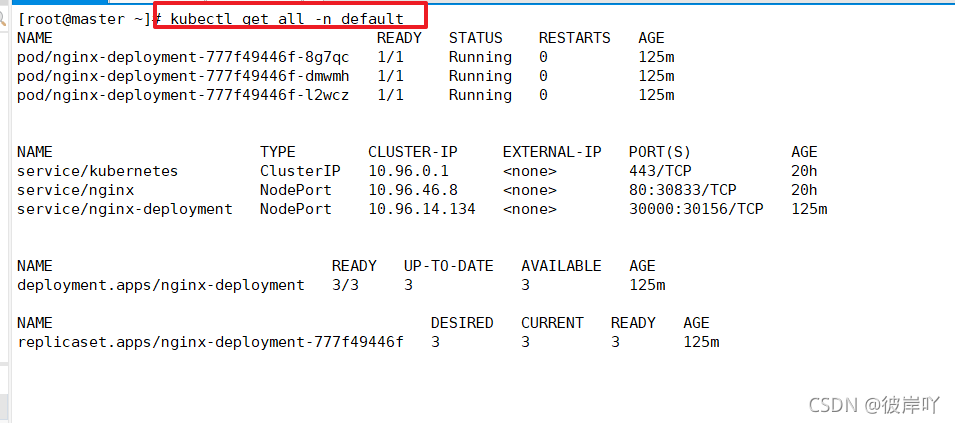 [root@master ~]# kubectl get all -n default
NAME READY STATUS RESTARTS AGE
pod/nginx-deployment-777f49446f-8g7qc 1/1 Running 0 125m
pod/nginx-deployment-777f49446f-dmwmh 1/1 Running 0 125m
pod/nginx-deployment-777f49446f-l2wcz 1/1 Running 0 125m
NAME TYPE CLUSTER-IP EXTERNAL-IP PORT(S) AGE
service/kubernetes ClusterIP 10.96.0.1 <none> 443/TCP 20h
service/nginx NodePort 10.96.46.8 <none> 80:30833/TCP 20h
service/nginx-deployment NodePort 10.96.14.134 <none> 30000:30156/TCP 125m
NAME READY UP-TO-DATE AVAILABLE AGE
deployment.apps/nginx-deployment 3/3 3 3 125m
NAME DESIRED CURRENT READY AGE
replicaset.apps/nginx-deployment-777f49446f 3 3 3 125m
CSDN @彼岸吖